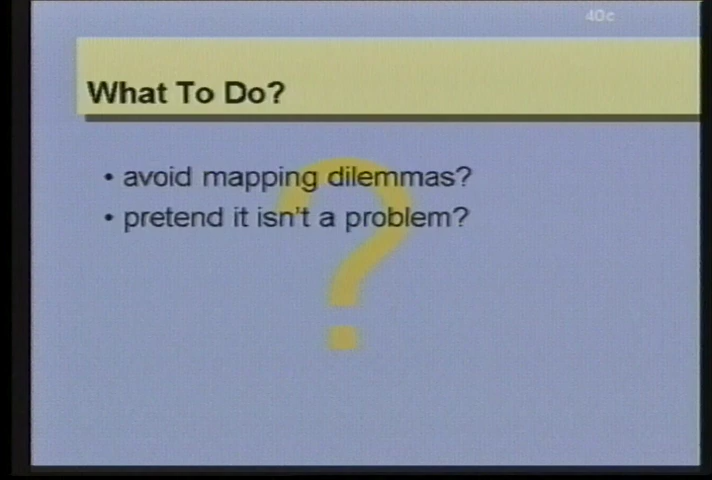 40c
What To Do?
• avoid mapping dilemmas?
• pretend it isn't a problem?
?